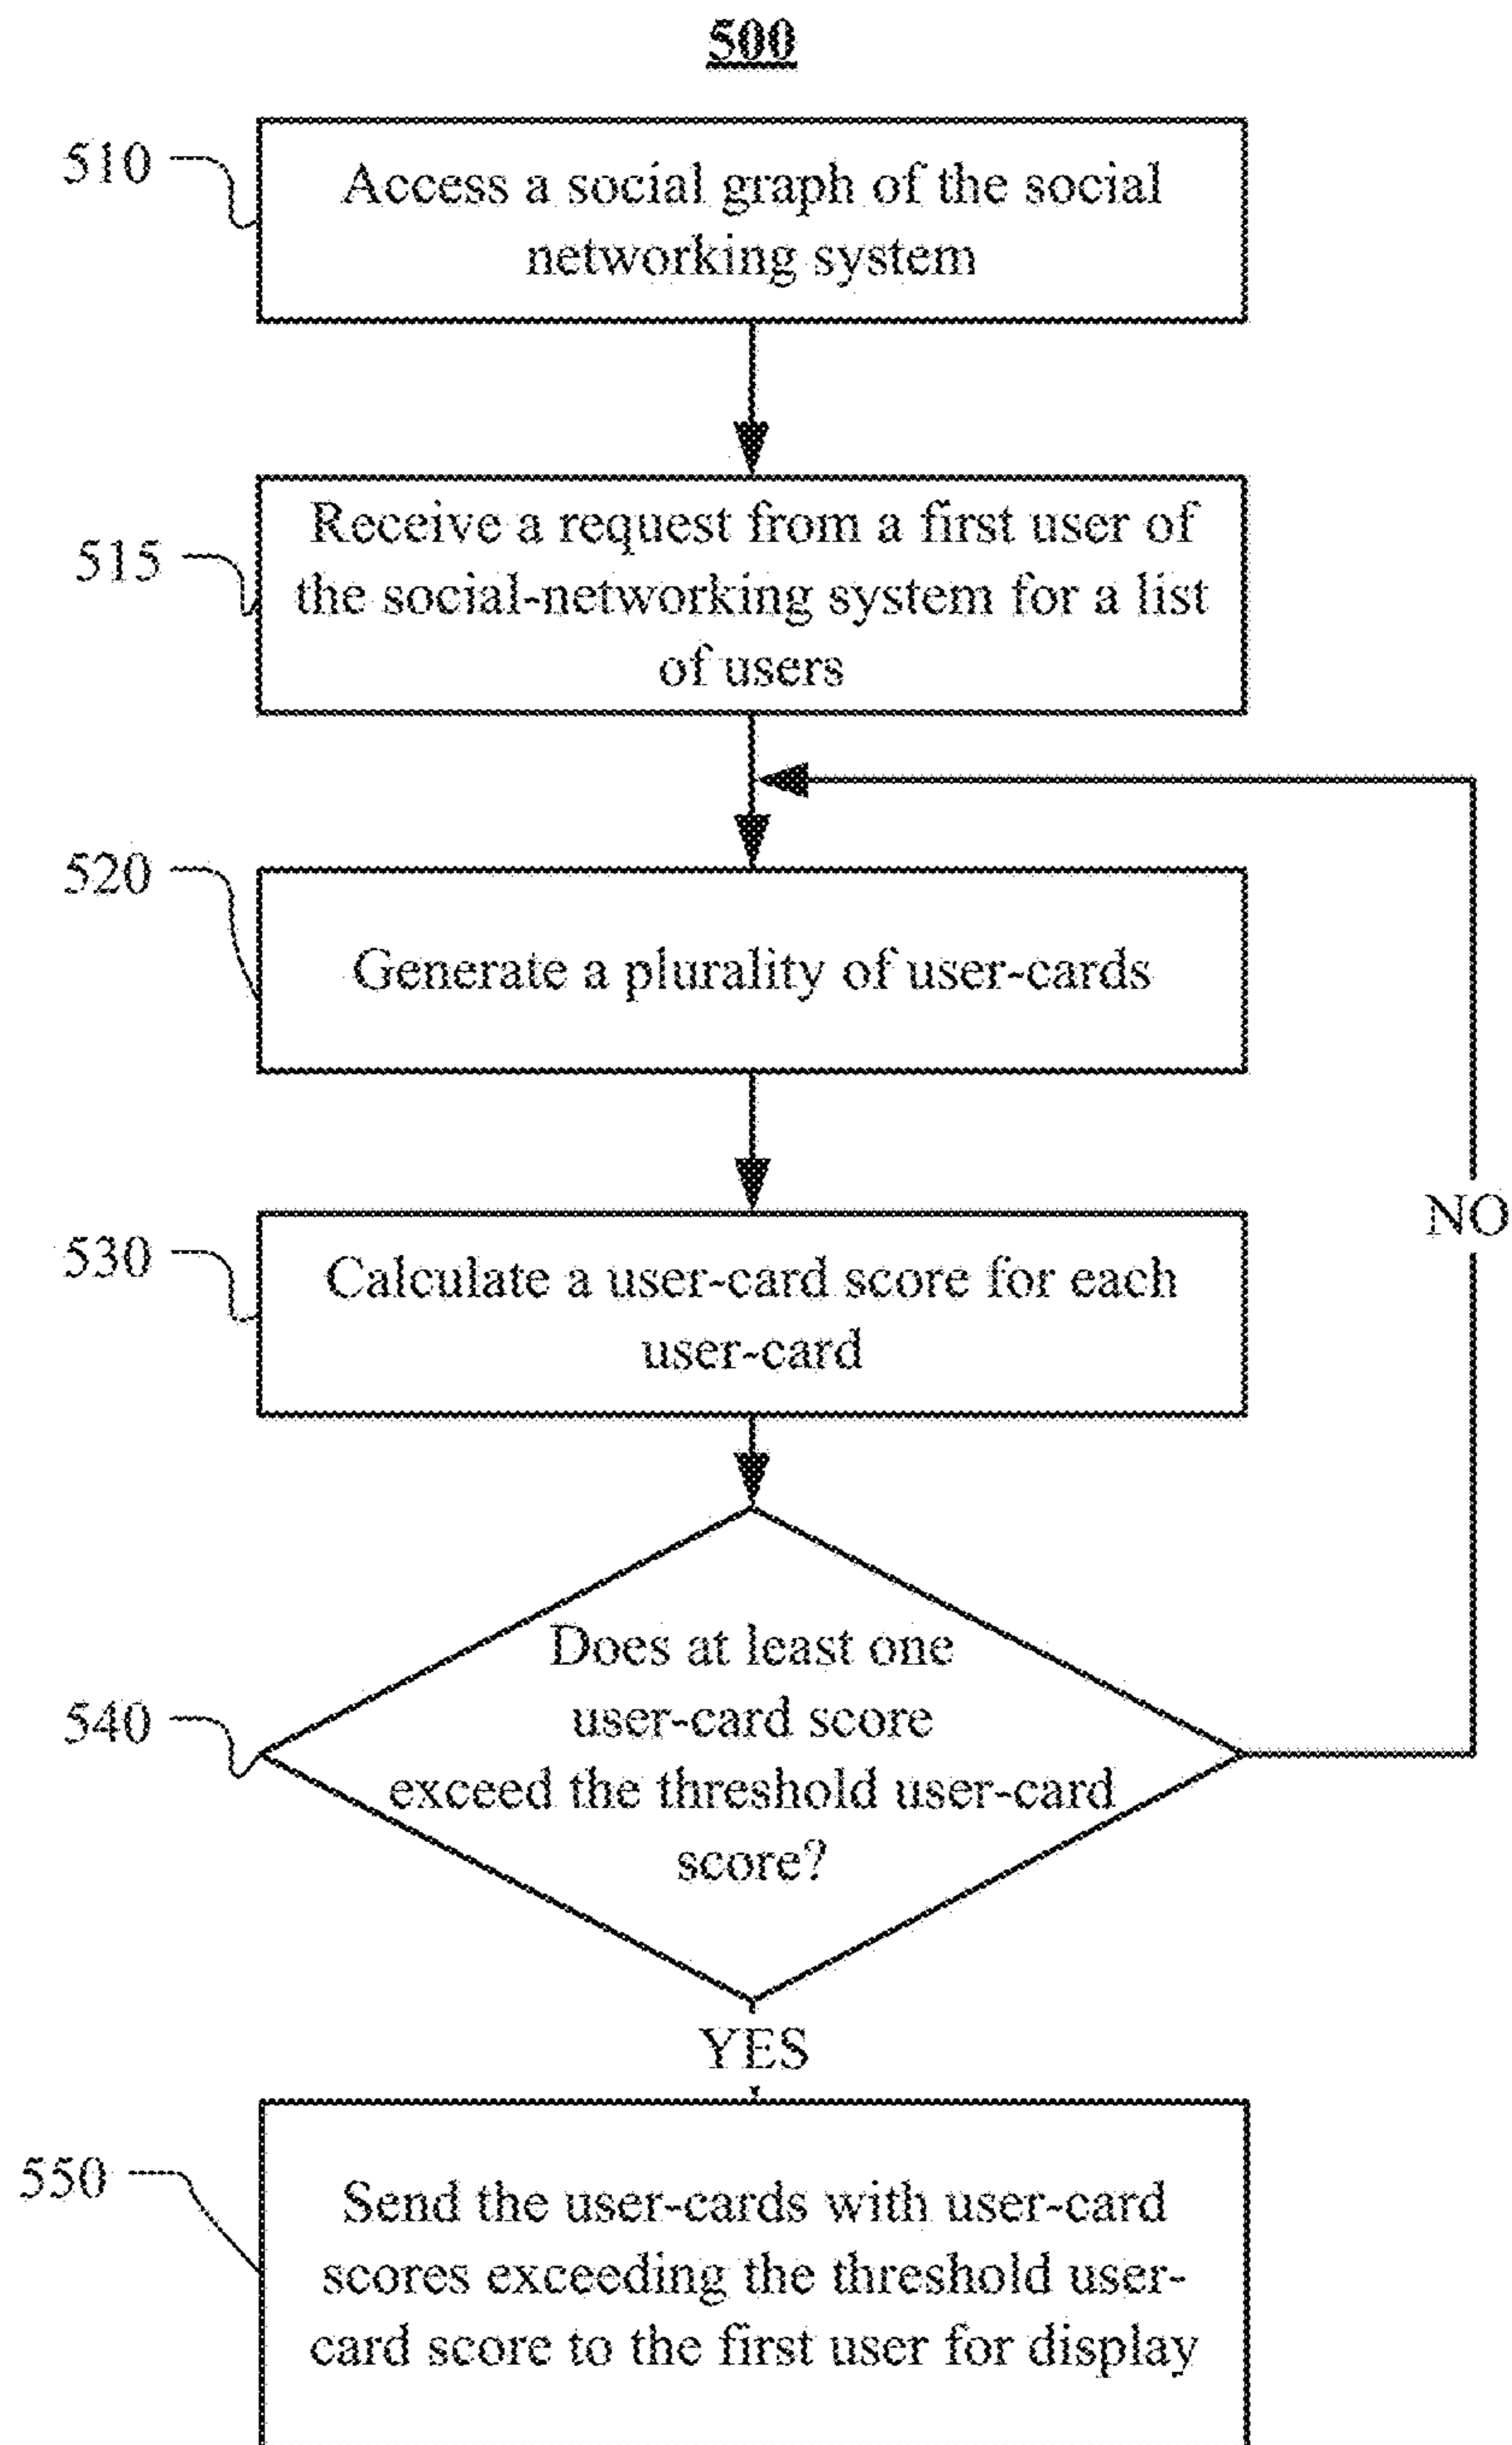 500
510
Access a social graph of the social
networking system
515
Receive a request from a first user of
the social-networking system for a list
of users
520
Generate a plurality of user-cards
530
Calculate a user-card score for each
user-card
NO
540
Does at least one
user-card score
exceed the threshold user-card
score?
YES
550
Send the user-cards with user-card
scores exceeding the threshold user-
card score to the first user for display